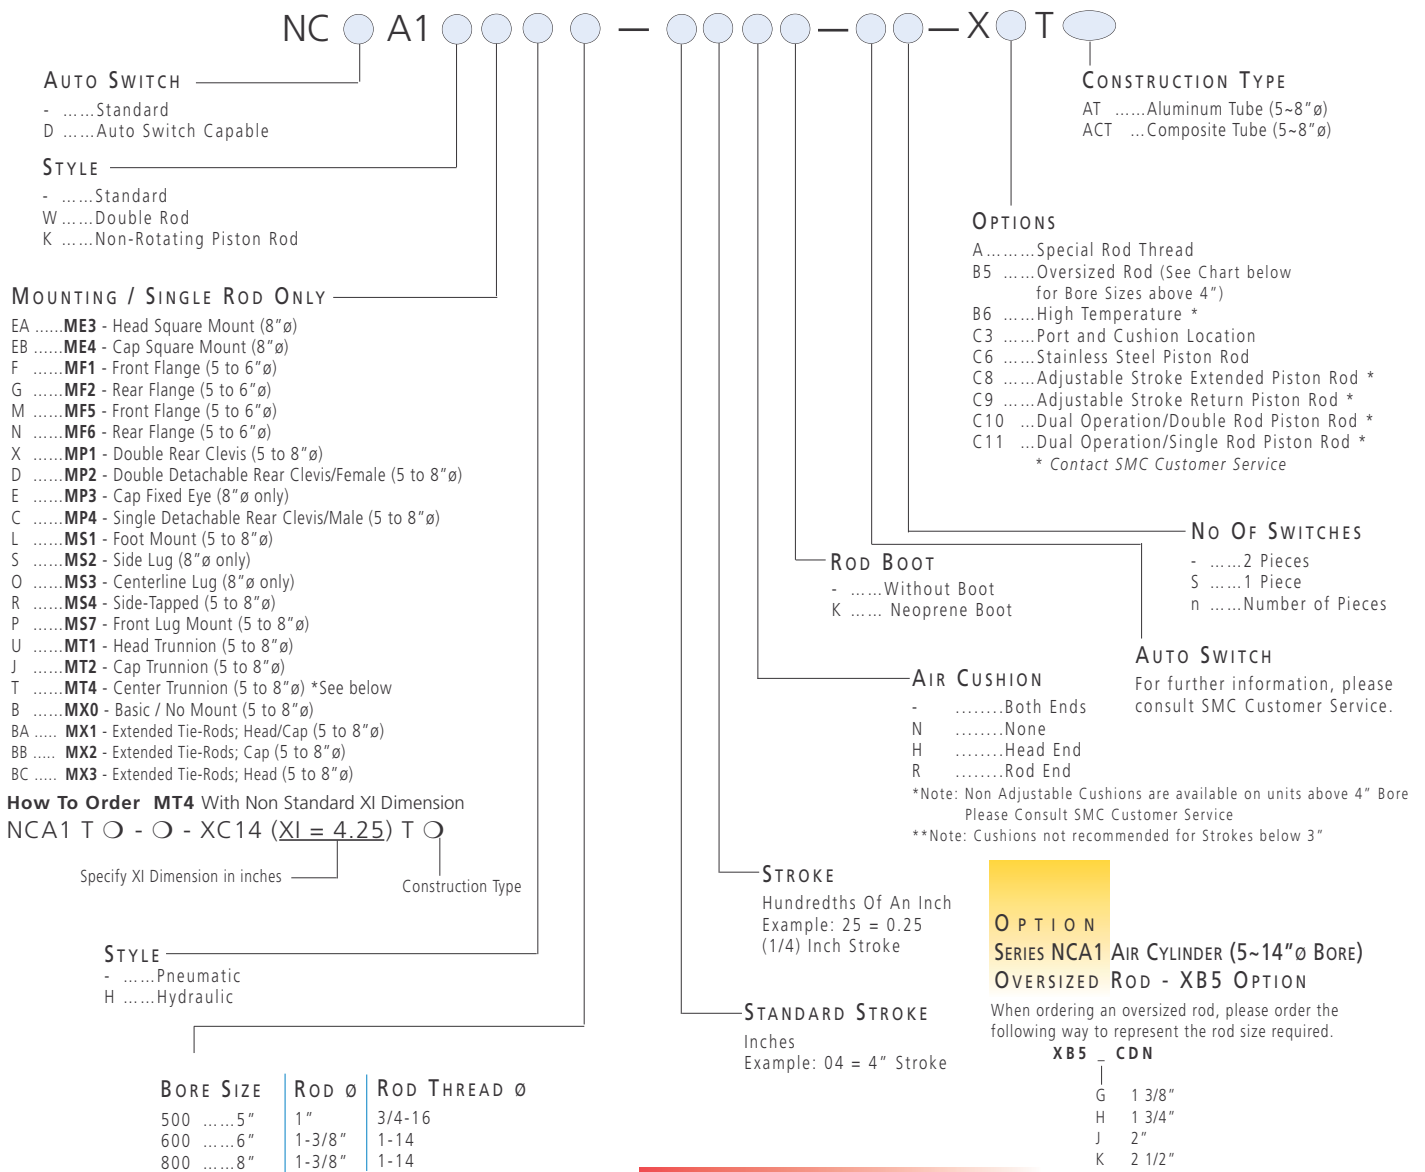 NC A1 — — — X T
AUTO SWITCH
- ......Standard
D ......Auto Switch Capable
STYLE
- ......Standard
W ......Double Rod
K ......Non-Rotating Piston Rod
MOUNTING / SINGLE ROD ONLY
EA ......ME3 - Head Square Mount (8"ø)
EB ......ME4 - Cap Square Mount (8"ø)
F ......MF1 - Front Flange (5 to 6"ø)
G ......MF2 - Rear Flange (5 to 6"ø)
M ......MF5 - Front Flange (5 to 6"ø)
N ......MF6 - Rear Flange (5 to 6"ø)
X ......MP1 - Double Rear Clevis (5 to 8"ø)
D ......MP2 - Double Detachable Rear Clevis/Female (5 to 8"ø)
E ......MP3 - Cap Fixed Eye (8"ø only)
C ......MP4 - Single Detachable Rear Clevis/Male (5 to 8"ø)
L ......MS1 - Foot Mount (5 to 8"ø)
S ......MS2 - Side Lug (8"ø only)
O ......MS3 - Centerline Lug (8"ø only)
R ......MS4 - Side-Tapped (5 to 8"ø)
P ......MS7 - Front Lug Mount (5 to 8"ø)
U ......MT1 - Head Trunnion (5 to 8"ø)
J ......MT2 - Cap Trunnion (5 to 8"ø)
T ......MT4 - Center Trunnion (5 to 8"ø) *See below
B ......MX0 - Basic / No Mount (5 to 8"ø)
BA ..... MX1 - Extended Tie-Rods; Head/Cap (5 to 8"ø)
BB ..... MX2 - Extended Tie-Rods; Cap (5 to 8"ø)
BC ..... MX3 - Extended Tie-Rods; Head (5 to 8"ø)
How To Order MT4 With Non Standard XI Dimension
NCA1 T ❍ - ❍ - XC14 (XI = 4.25) T ❍
Specify XI Dimension in inches
Construction Type
STYLE
- ......Pneumatic
H ......Hydraulic
BORE SIZE ROD Ø ROD THREAD Ø
500 ......5" 1" 3/4-16
600 ......6" 1-3/8" 1-14
800 ......8" 1-3/8" 1-14
CONSTRUCTION TYPE
AT ......Aluminum Tube (5~8"ø)
ACT ...Composite Tube (5~8"ø)
OPTIONS
A.........Special Rod Thread
B5 ......Oversized Rod (See Chart below
for Bore Sizes above 4")
B6 ......High Temperature *
C3 ......Port and Cushion Location
C6 ......Stainless Steel Piston Rod
C8 ......Adjustable Stroke Extended Piston Rod *
C9 ......Adjustable Stroke Return Piston Rod *
C10 ...Dual Operation/Double Rod Piston Rod *
C11 ...Dual Operation/Single Rod Piston Rod *
* Contact SMC Customer Service
NO OF SWITCHES
- ......2 Pieces
S ......1 Piece
n ......Number of Pieces
ROD BOOT
- ......Without Boot
K ...... Neoprene Boot
AUTO SWITCH
For further information, please
consult SMC Customer Service.
AIR CUSHION
- ........Both Ends
N ........None
H ........Head End
R ........Rod End
*Note: Non Adjustable Cushions are available on units above 4" Bore
Please Consult SMC Customer Service
**Note: Cushions not recommended for Strokes below 3"
STROKE
Hundredths Of An Inch
Example: 25 = 0.25
(1/4) Inch Stroke
STANDARD STROKE
Inches
Example: 04 = 4" Stroke
OPTION
SERIES NCA1 AIR CYLINDER (5~14"Ø BORE)
OVERSIZED ROD - XB5 OPTION
When ordering an oversized rod, please order the
following way to represent the rod size required.
XB5 _ CDN
G 1 3/8"
H 1 3/4"
J 2"
K 2 1/2"